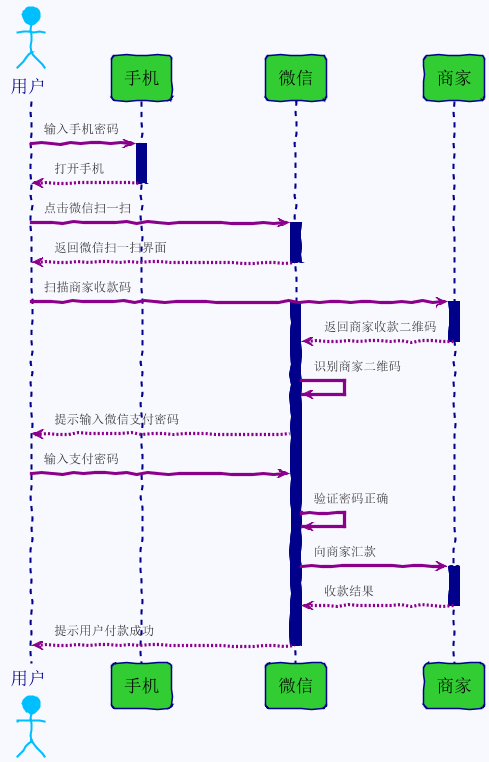 用户
手机
微信
商家
输入手机密码
打开手机
点击微信扫一扫
返回微信扫一扫界面
扫描商家收款码
返回商家收款二维码
识别商家二维码
提示输入微信支付密码
输入支付密码
验证密码正确
向商家汇款
收款结果
提示用户付款成功
用户
手机
微信
商家